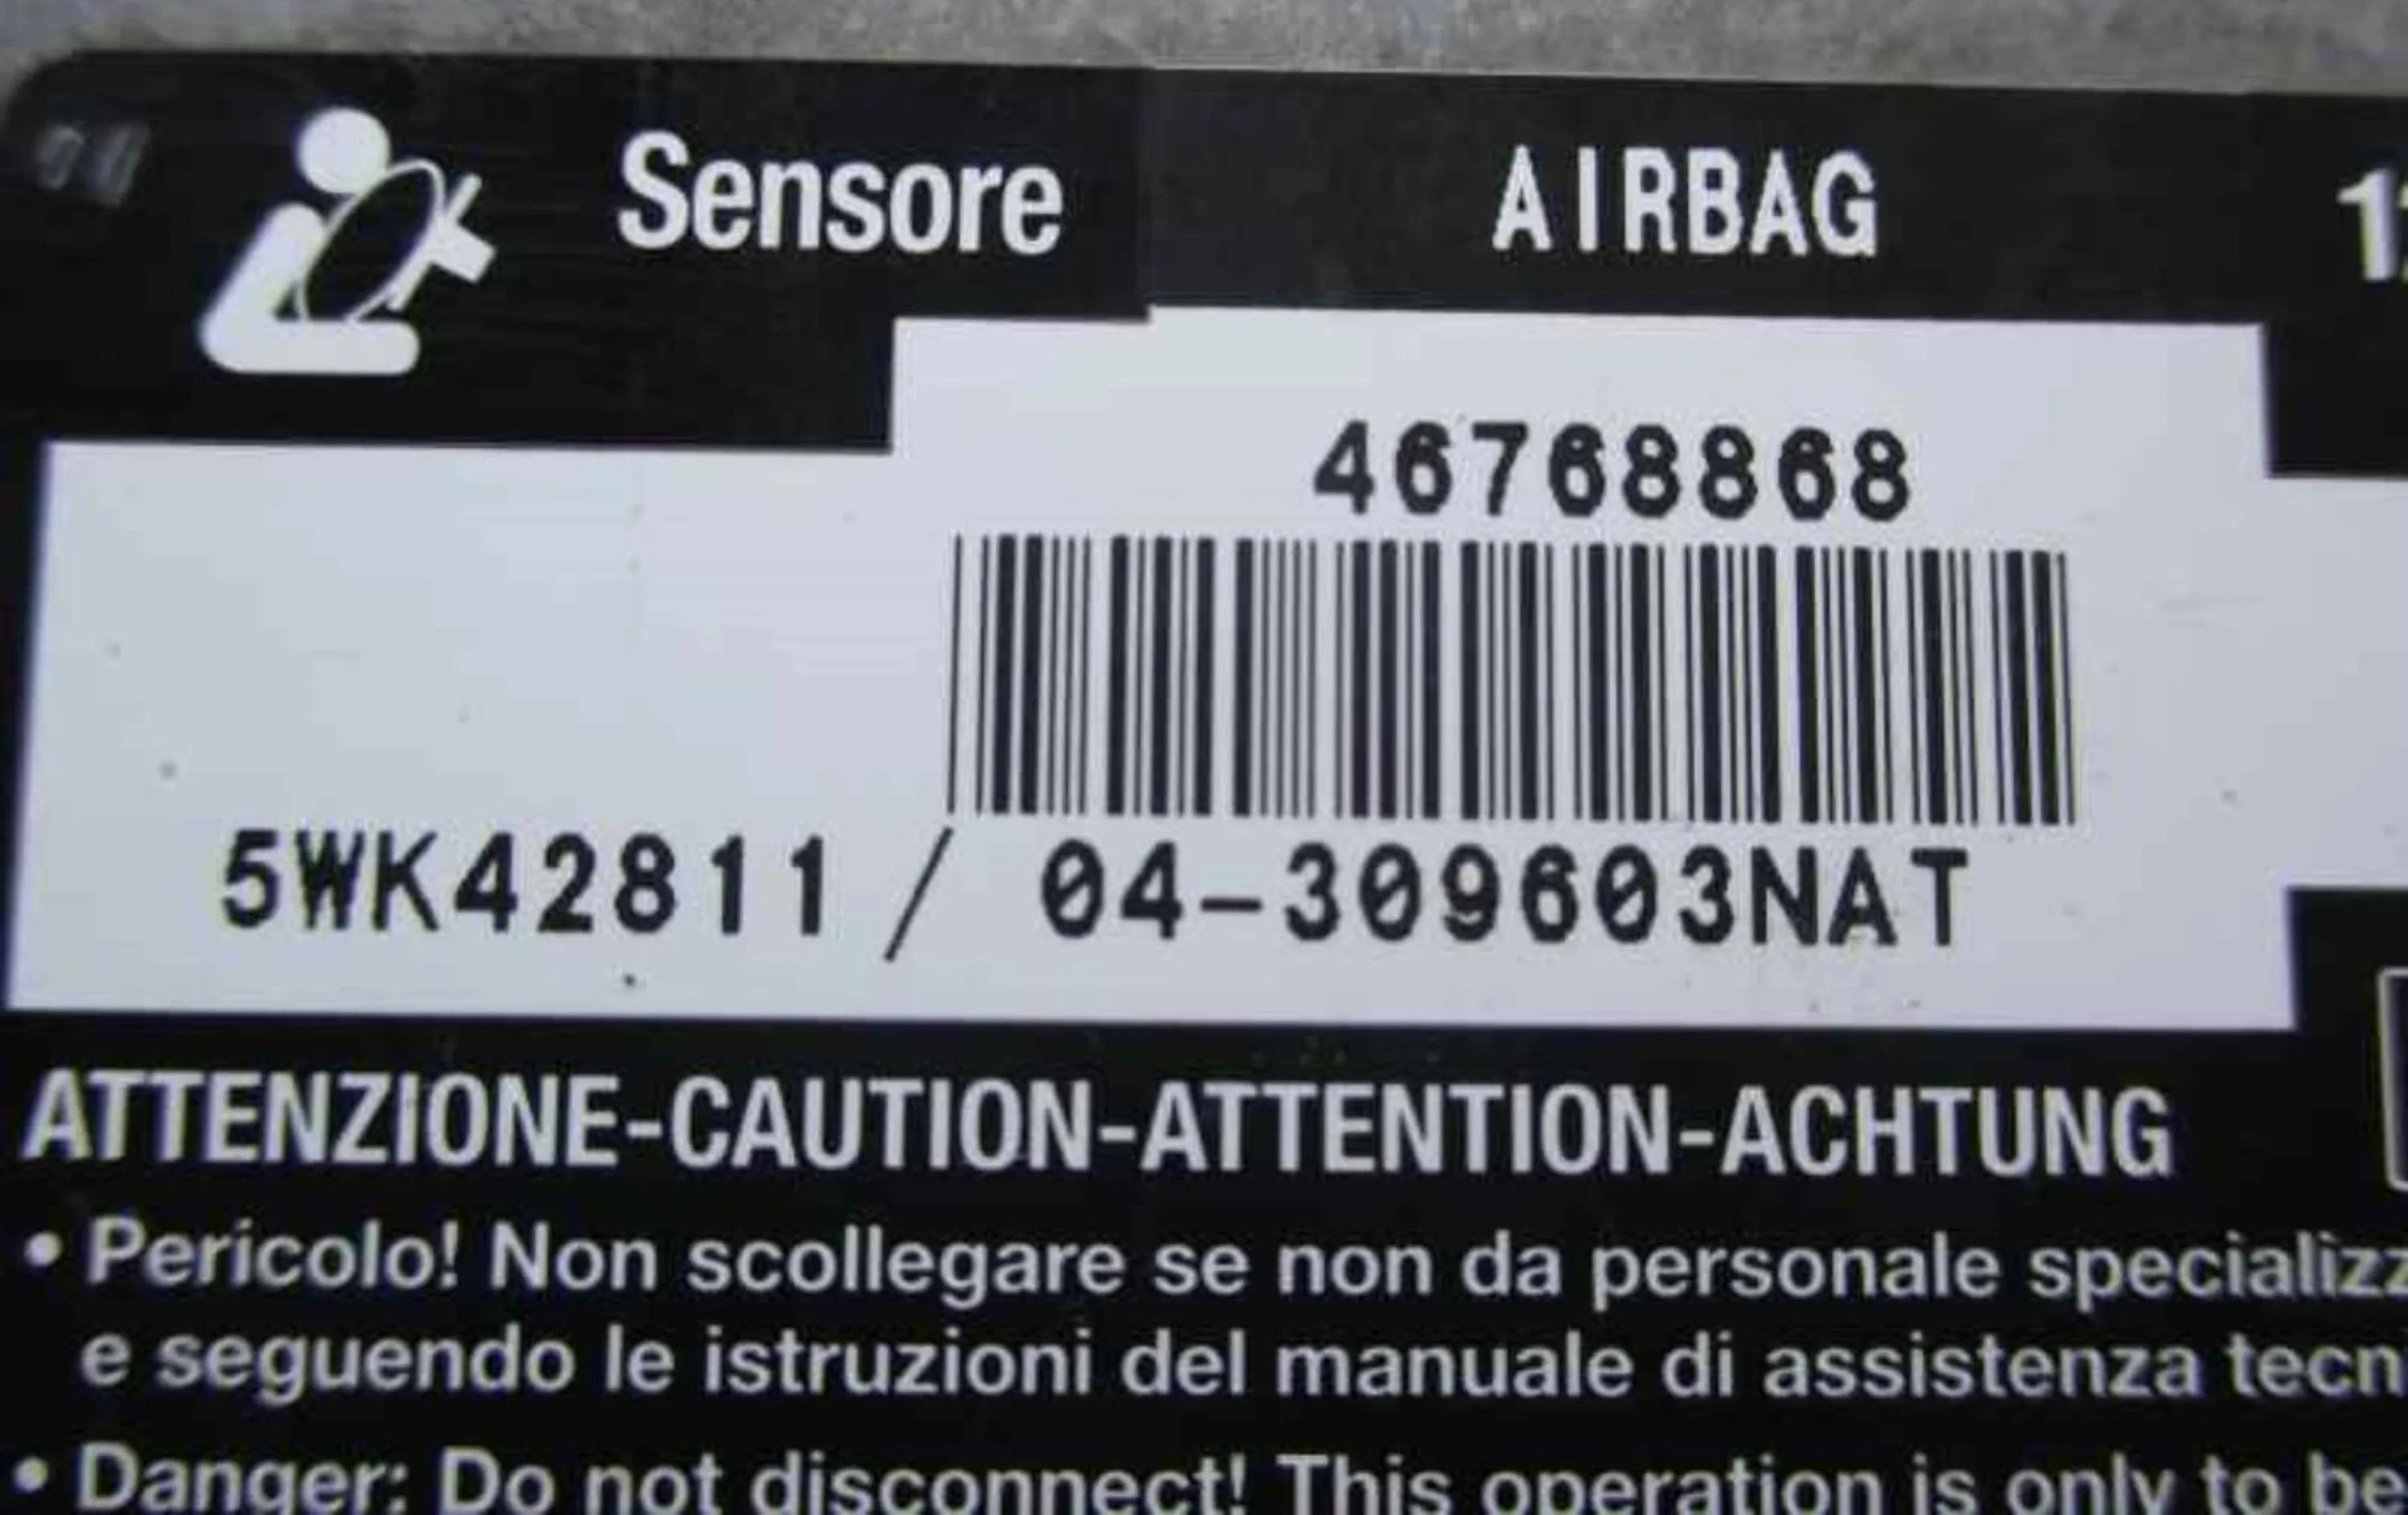 Sensore AIRBAG
46768868
5WK42811/ 04-309603NAT
ATTENZIONE-CAUTION-ATTENTION-ACHTUNG
• Pericolo! Non scollegare se non da personale
e seguendo le istruzioni del manuale di assistenza
• Danger: Do not disconnect! This operation is only to be